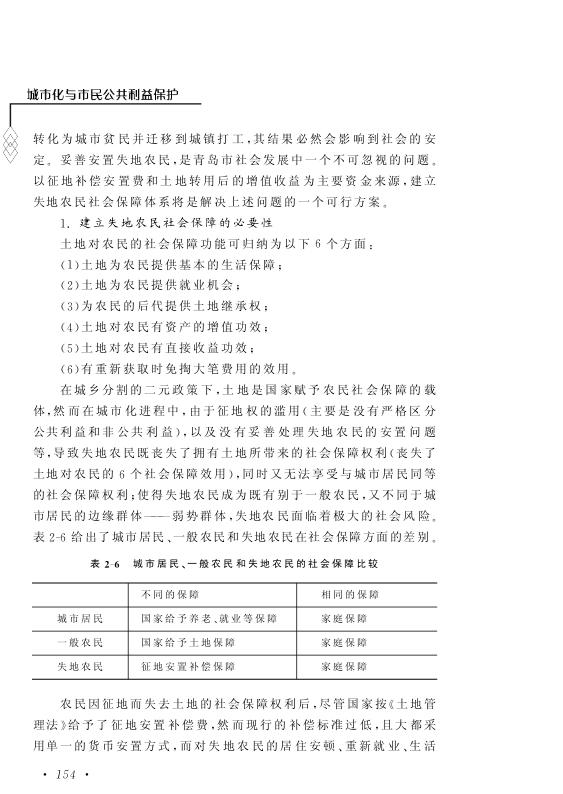 城市化与市民公共利益保护
转化为城市贫民并迁移到城镇打工,其结果必然会影响到社会的安
定。妥善安置失地农民,是青岛市社会发展中一个不可忽视的问题。
以征地补偿安置费和土地转用后的增值收益为主要资金来源,建立
失地农民社会保障体系将是解决上述问题的一个可行方案。
1. 建立失地农民社会保障的必要性
土地对农民的社会保障功能可归纳为以下 6 个方面:
(1)土地为农民提供基本的生活保障;
(2)土地为农民提供就业机会;
(3)为农民的后代提供土地继承权;
(4)土地对农民有资产的增值功效;
(5)土地对农民有直接收益功效;
(6)有重新获取时免掏大笔费用的效用。
在城乡分割的二元政策下,土地是国家赋予农民社会保障的载
体,然而在城市化进程中,由于征地权的滥用(主要是没有严格区分
公共利益和非公共利益),以及没有妥善处理失地农民的安置问题
等,导致失地农民既丧失了拥有土地所带来的社会保障权利(丧失了
土地对农民的 6 个社会保障效用),同时又无法享受与城市居民同等
的社会保障权利;使得失地农民成为既有别于一般农民,又不同于城
市居民的边缘群体——弱势群体,失地农民面临着极大的社会风险。
表 2-6 给出了城市居民、一般农民和失地农民在社会保障方面的差别。
表 2-6 城市居民、一般农民和失地农民的社会保障比较
不同的保障 相同的保障
城市居民 国家给予养老、就业等保障 家庭保障
一般农民 国家给予土地保障 家庭保障
失地农民 征地安置补偿保障 家庭保障
农民因征地而失去土地的社会保障权利后,尽管国家按《土地管
理法》给予了征地安置补偿费,然而现行的补偿标准过低,且大都采
用单一的货币安置方式,而对失地农民的居住安顿、重新就业、生活
· 154 ·